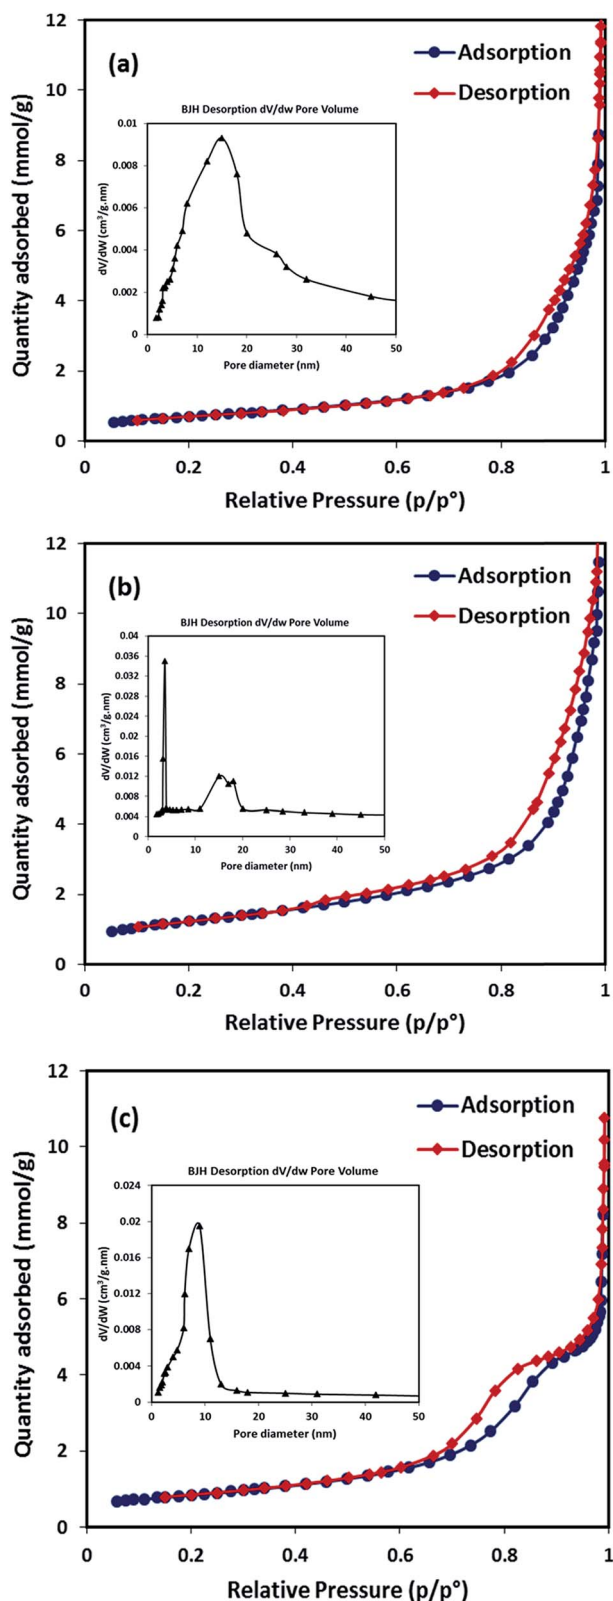 (a)
Adsorption
Desorption
BJH Desorption dV/dw Pore Volume
dV/dW (cm³/g.nm)
0.01
0.008
0.006
0.004
0.002
0
0 10 20 30 40 50
Pore diameter (nm)
Quantity adsorbed (mmol/g)
12
10
8
6
4
2
0
0 0.2 0.4 0.6 0.8 1
Relative Pressure (p/p°)
(b)
Adsorption
Desorption
BJH Desorption dV/dw Pore Volume
dV/dW (cm³/g.nm)
0.04
0.036
0.032
0.028
0.024
0.02
0.016
0.012
0.008
0.004
0
0 10 20 30 40 50
Pore diameter (nm)
Quantity adsorbed (mmol/g)
12
10
8
6
4
2
0
0 0.2 0.4 0.6 0.8 1
Relative Pressure (p/p°)
(c)
Adsorption
Desorption
BJH Desorption dV/dw Pore Volume
dV/dW (cm³/g.nm)
0.024
0.02
0.016
0.012
0.008
0.004
0
0 10 20 30 40 50
Pore diameter (nm)
Quantity adsorbed (mmol/g)
12
10
8
6
4
2
0
0 0.2 0.4 0.6 0.8 1
Relative Pressure (p/p°)